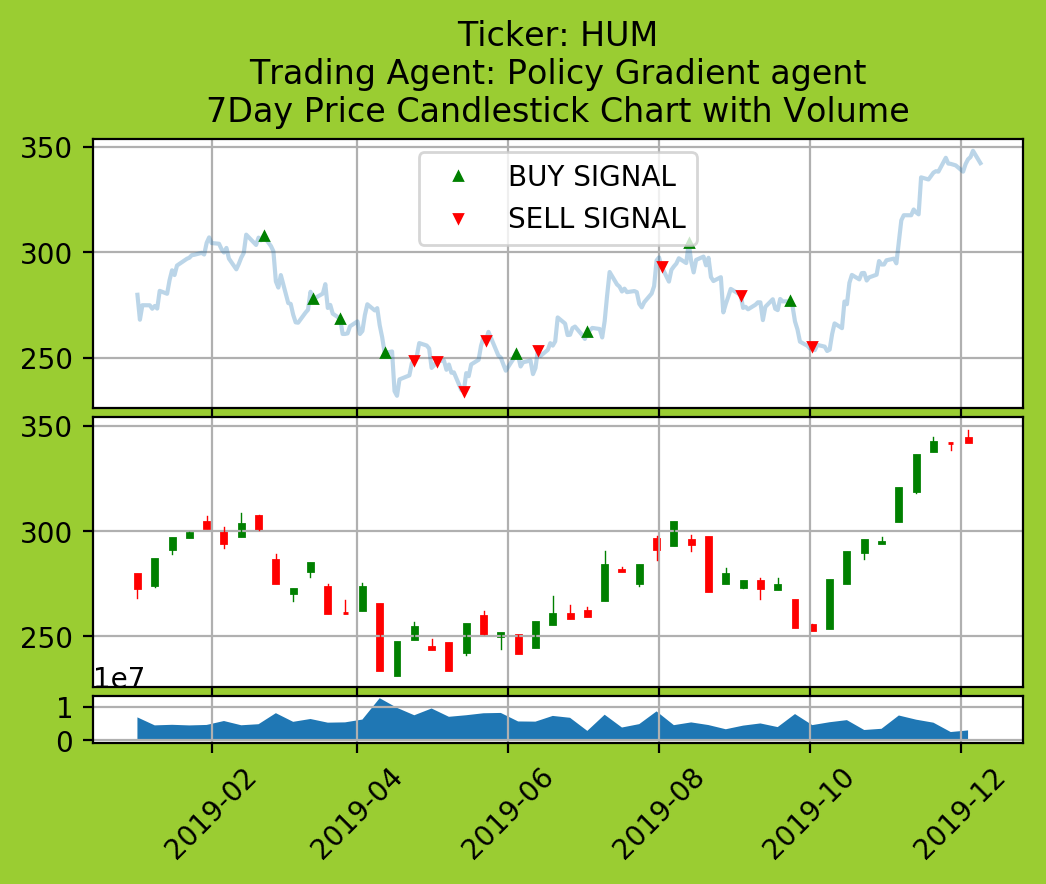 Ticker: HUM
Trading Agent: Policy Gradient agent
7Day Price Candlestick Chart with Volume
350
300
250
BUY SIGNAL
SELL SIGNAL
350
300
250
1e7
1
0
2019-02
2019-04
2019-06
2019-08
2019-10
2019-12